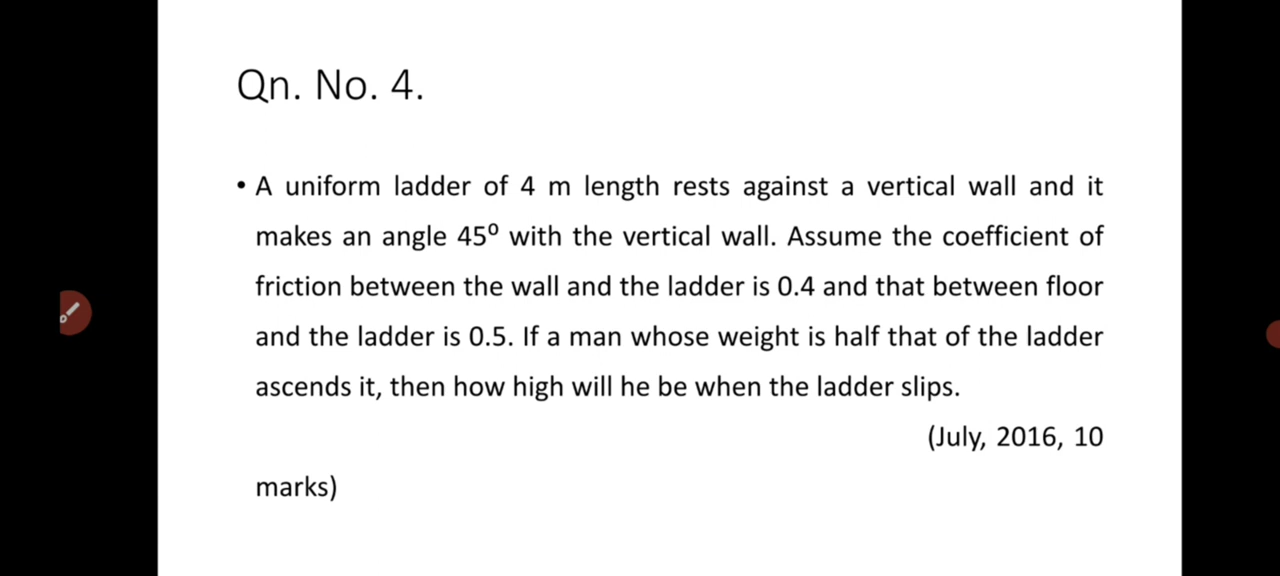 Qn. No. 4.
• A uniform ladder of 4 m length rests against a vertical wall and it
makes an angle 45⁰ with the vertical wall. Assume the coefficient of
friction between the wall and the ladder is 0.4 and that between floor
and the ladder is 0.5. If a man whose weight is half that of the ladder
ascends it, then how high will he be when the ladder slips.
(July, 2016, 10
marks)